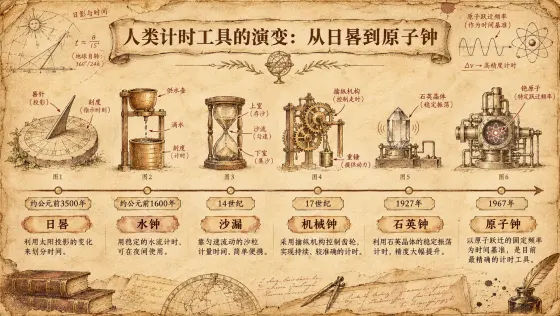 人类计时工具的演变：从日晷到原子钟
日影与时间
t = θ/15°
(地球自转：
360°/24h)
原子跃迁频率
(作为时间基准)
Δν → 高精度计时
晷针
(投影)
刻度
(指示时刻)
图1
供水壶
滴水
刻度
(计时)
图2
上室
(存沙)
沙流
(匀速)
下室
(集沙)
图3
擒纵机构
(控制走时)
重锤
(提供动力)
图4
石英晶体
(稳定振荡)
图5
铯原子
(特定跃迁频率)
图6
约公元前3500年
约公元前1600年
14世纪
17世纪
1927年
1967年
日晷
水钟
沙漏
机械钟
石英钟
原子钟
利用太阳投影的变化
来划分时间。
用稳定的水流计时，
可在夜间使用。
靠匀速流动的沙粒
计量时间，简单便携。
采用擒纵机构控制齿轮，
实现持续、较准确的计时。
利用石英晶体的稳定振荡
计时，精度大幅提升。
以原子跃迁的固定频率
为时间基准，是目前
最精确的计时工具。